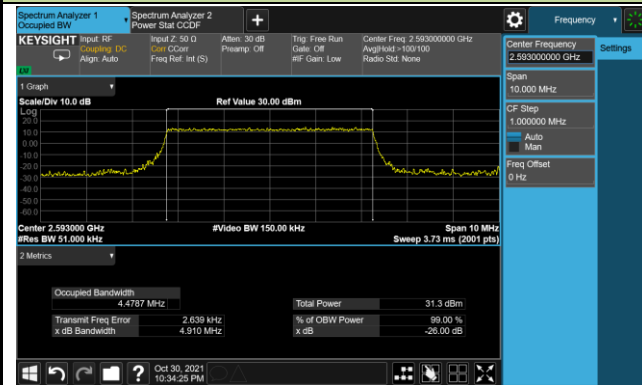 Spectrum Analyzer 1
Occupied BW
Spectrum Analyzer 2
Power Stat CCDF
+
Frequency
KEYSIGHT
Input: RF
Coupling: DC
Align: Auto
Input Z: 50 Ω
Corr CCorr
Freq Ref: Int (S)
Atten: 30 dB
Preamp: Off
Trig: Free Run
Gate: Off
#IF Gain: Low
Center Freq: 2.593000000 GHz
Avg|Hold:>100/100
Radio Std: None
Center Frequency
2.593000000 GHz
Settings
Span
10.000 MHz
CF Step
1.000000 MHz
Auto
Man
Freq Offset
0 Hz
1 Graph
Scale/Div 10.0 dB
Ref Value 30.00 dBm
Log
20.0
10.0
0.00
-10.0
-20.0
-30.0
-40.0
-50.0
-60.0
Center 2.593000 GHz
#Video BW 150.00 kHz
Span 10 MHz
#Res BW 51.000 kHz
Sweep 3.73 ms (2001 pts)
2 Metrics
Occupied Bandwidth
4.4787 MHz
Total Power 31.3 dBm
Transmit Freq Error 2.639 kHz
% of OBW Power 99.00 %
x dB Bandwidth 4.910 MHz
x dB -26.00 dB
?
Oct 30, 2021
10:34:25 PM